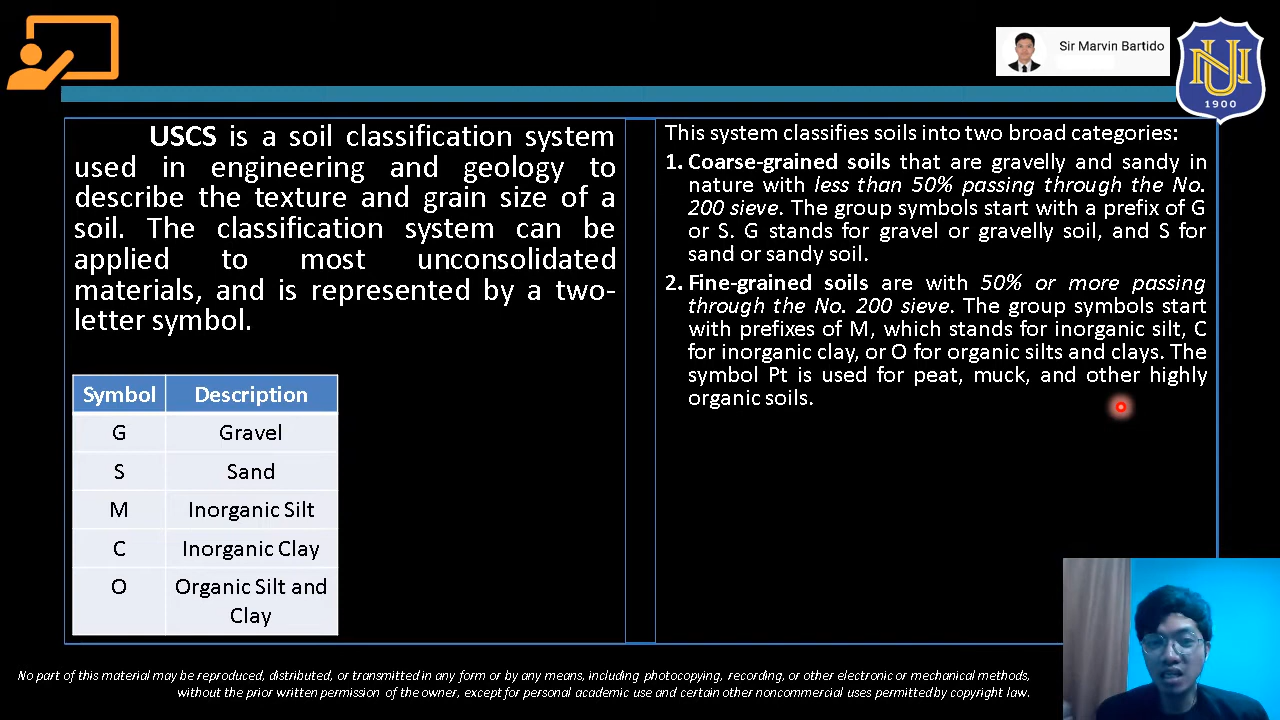 Sir Marvin Bartido
NU
1900
USCS is a soil classification system
used in engineering and geology to
describe the texture and grain size of a
soil. The classification system can be
applied to most unconsolidated
materials, and is represented by a two-
letter symbol.
Symbol Description
G Gravel
S Sand
M Inorganic Silt
C Inorganic Clay
O Organic Silt and
Clay
This system classifies soils into two broad categories:
1. Coarse-grained soils that are gravelly and sandy in
nature with less than 50% passing through the No.
200 sieve. The group symbols start with a prefix of G
or S. G stands for gravel or gravelly soil, and S for
sand or sandy soil.
2. Fine-grained soils are with 50% or more passing
through the No. 200 sieve. The group symbols start
with prefixes of M, which stands for inorganic silt, C
for inorganic clay, or O for organic silts and clays. The
symbol Pt is used for peat, muck, and other highly
organic soils.
No part of this material may be reproduced, distributed, or transmitted in any form or by any means, including photocopying, recording, or other electronic or mechanical methods,
without the prior written permission of the owner, except for personal academic use and certain other noncommercial uses permitted by copyright law.